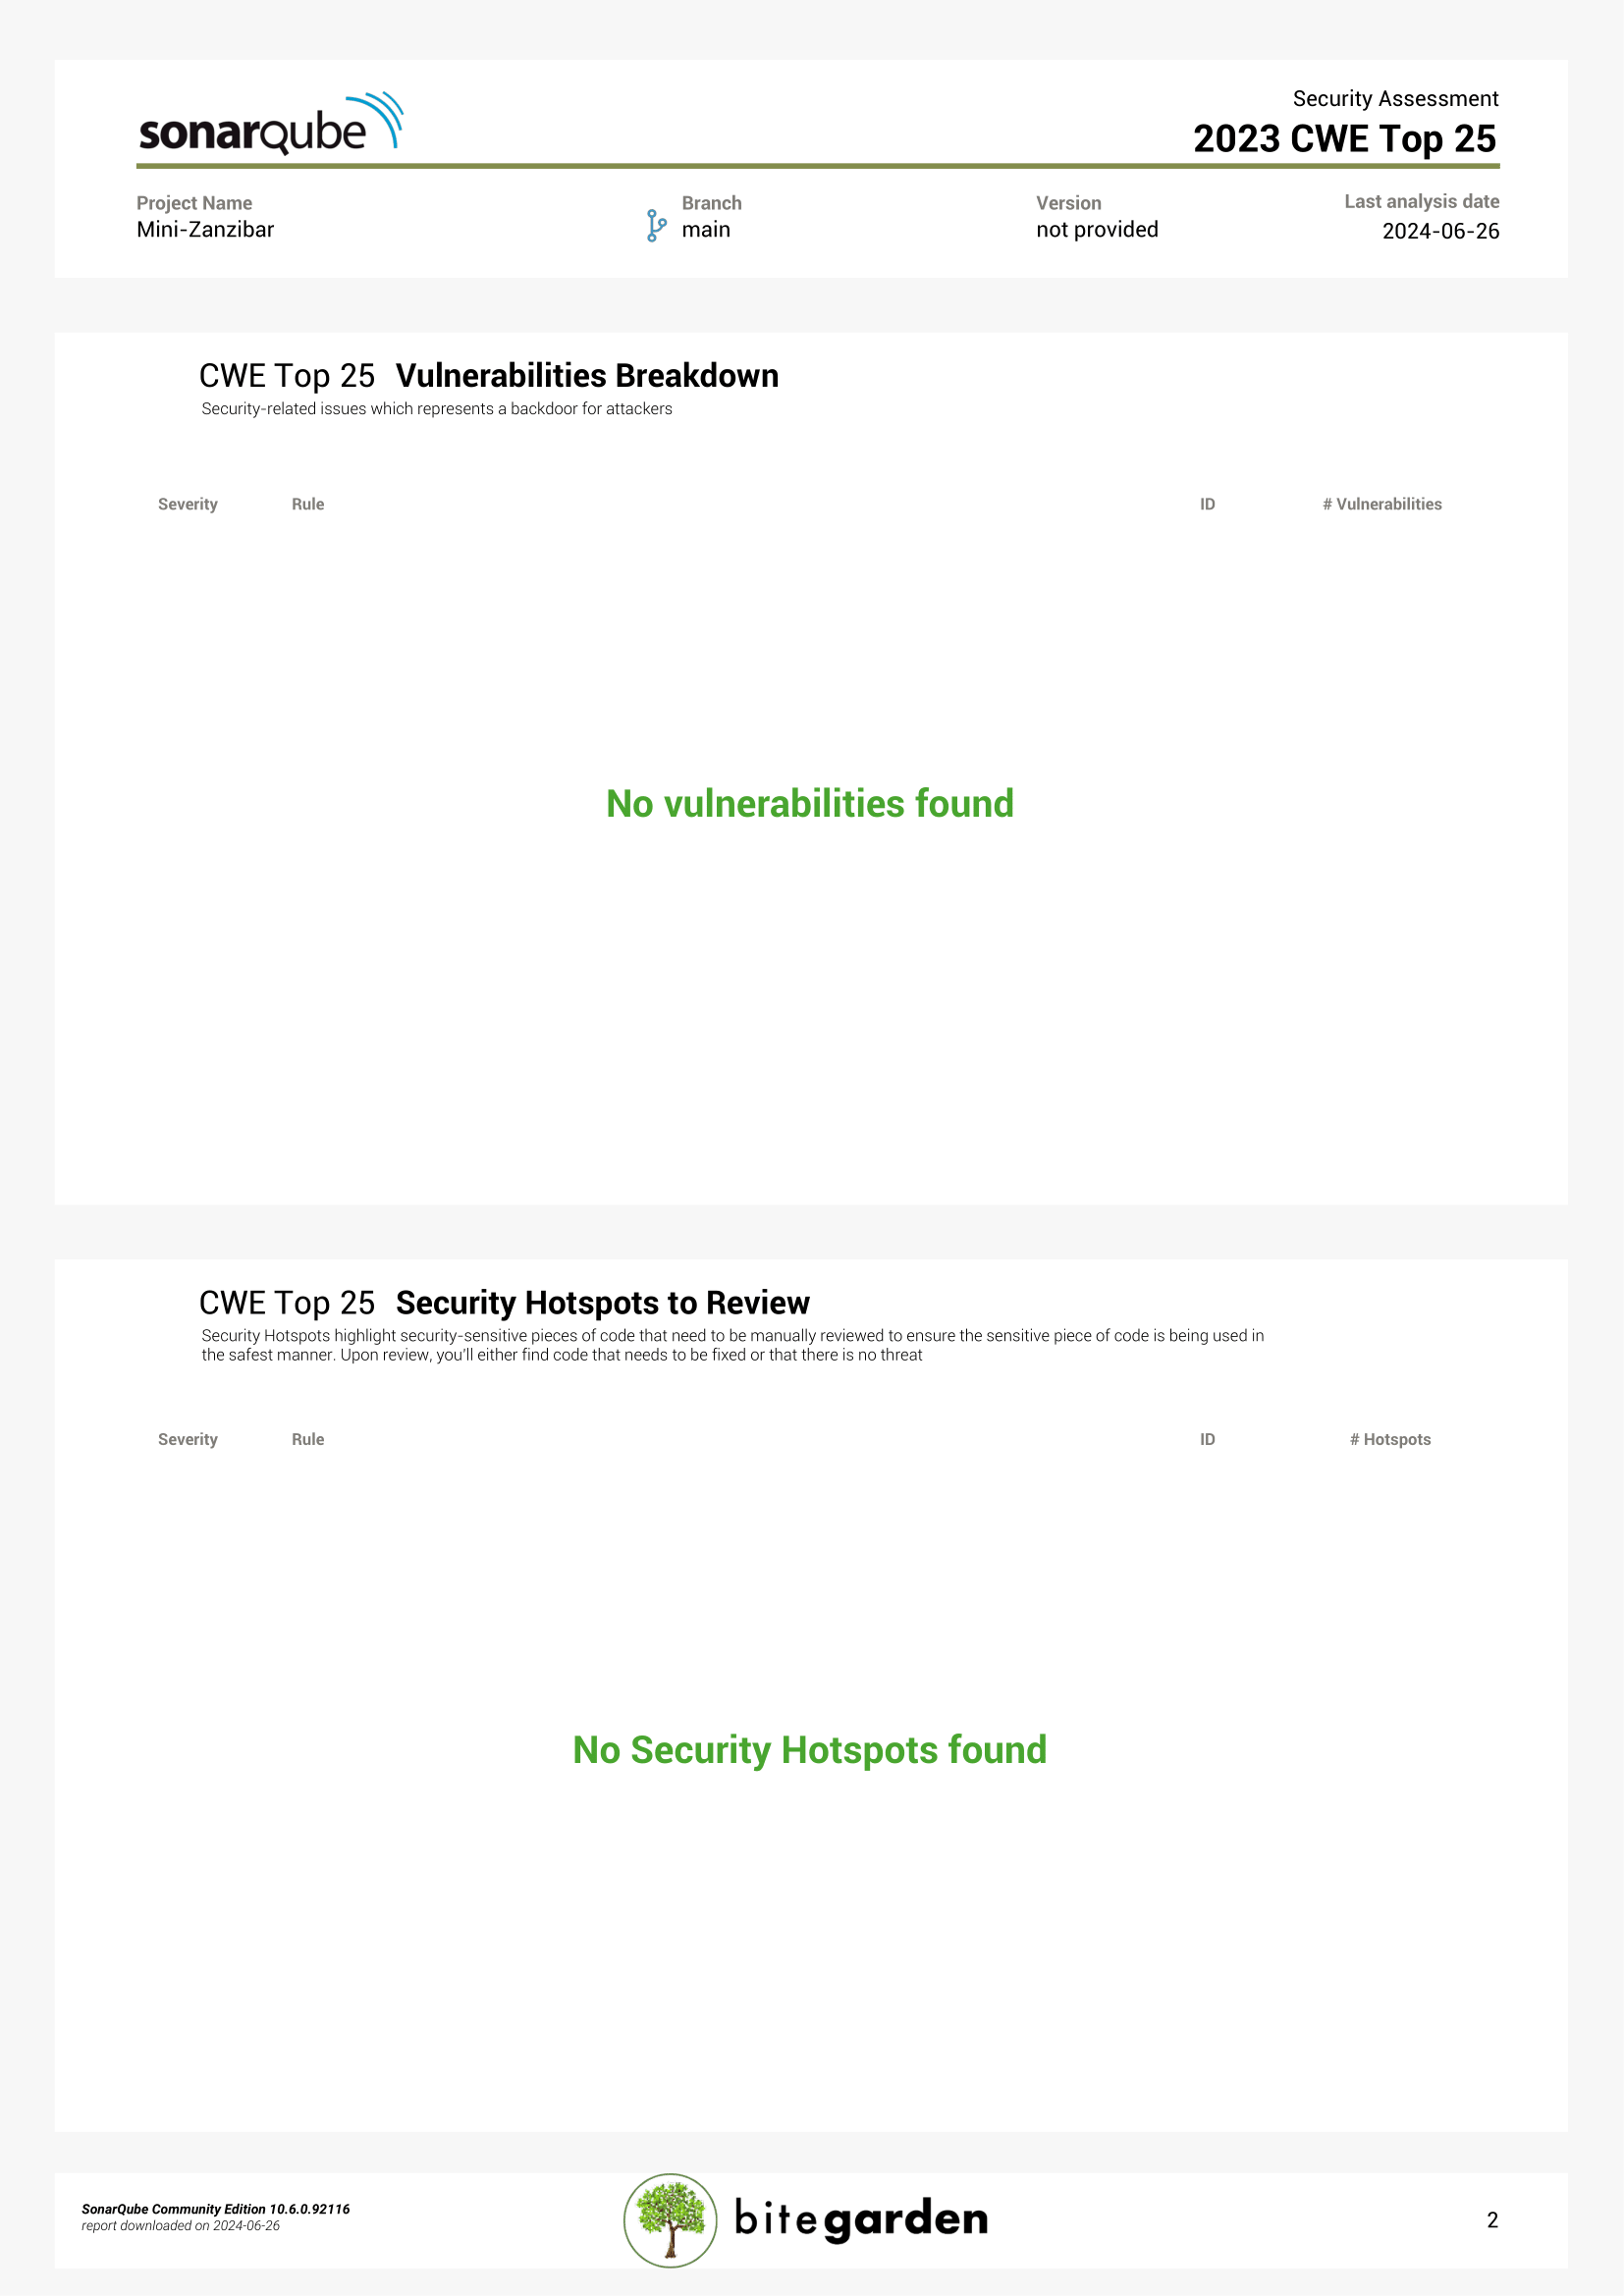 sonarqube
Security Assessment
2023 CWE Top 25
Project Name
Mini-Zanzibar
Branch
main
Version
not provided
Last analysis date
2024-06-26
CWE Top 25 Vulnerabilities Breakdown
Security-related issues which represents a backdoor for attackers
Severity Rule ID # Vulnerabilities
No vulnerabilities found
CWE Top 25 Security Hotspots to Review
Security Hotspots highlight security-sensitive pieces of code that need to be manually reviewed to ensure the sensitive piece of code is being used in
the safest manner. Upon review, you'll either find code that needs to be fixed or that there is no threat
Severity Rule ID # Hotspots
No Security Hotspots found
SonarQube Community Edition 10.6.0.92116
report downloaded on 2024-06-26
bitegarden
2